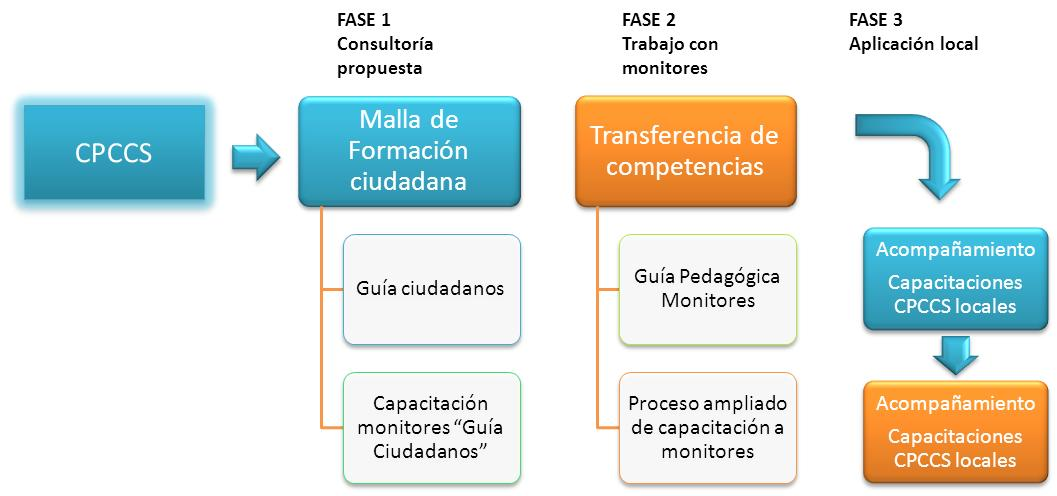 FASE 1
Consultoría
propuesta
FASE 2
Trabajo con
monitores
FASE 3
Aplicación local
CPCCS
Malla de
Formación
ciudadana
Guía ciudadanos
Capacitación
monitores “Guía
Ciudadanos”
Transferencia de
competencias
Guía Pedagógica
Monitores
Proceso ampliado
de capacitación a
monitores
Acompañamiento
Capacitaciones
CPCCS locales
Acompañamiento
Capacitaciones
CPCCS locales